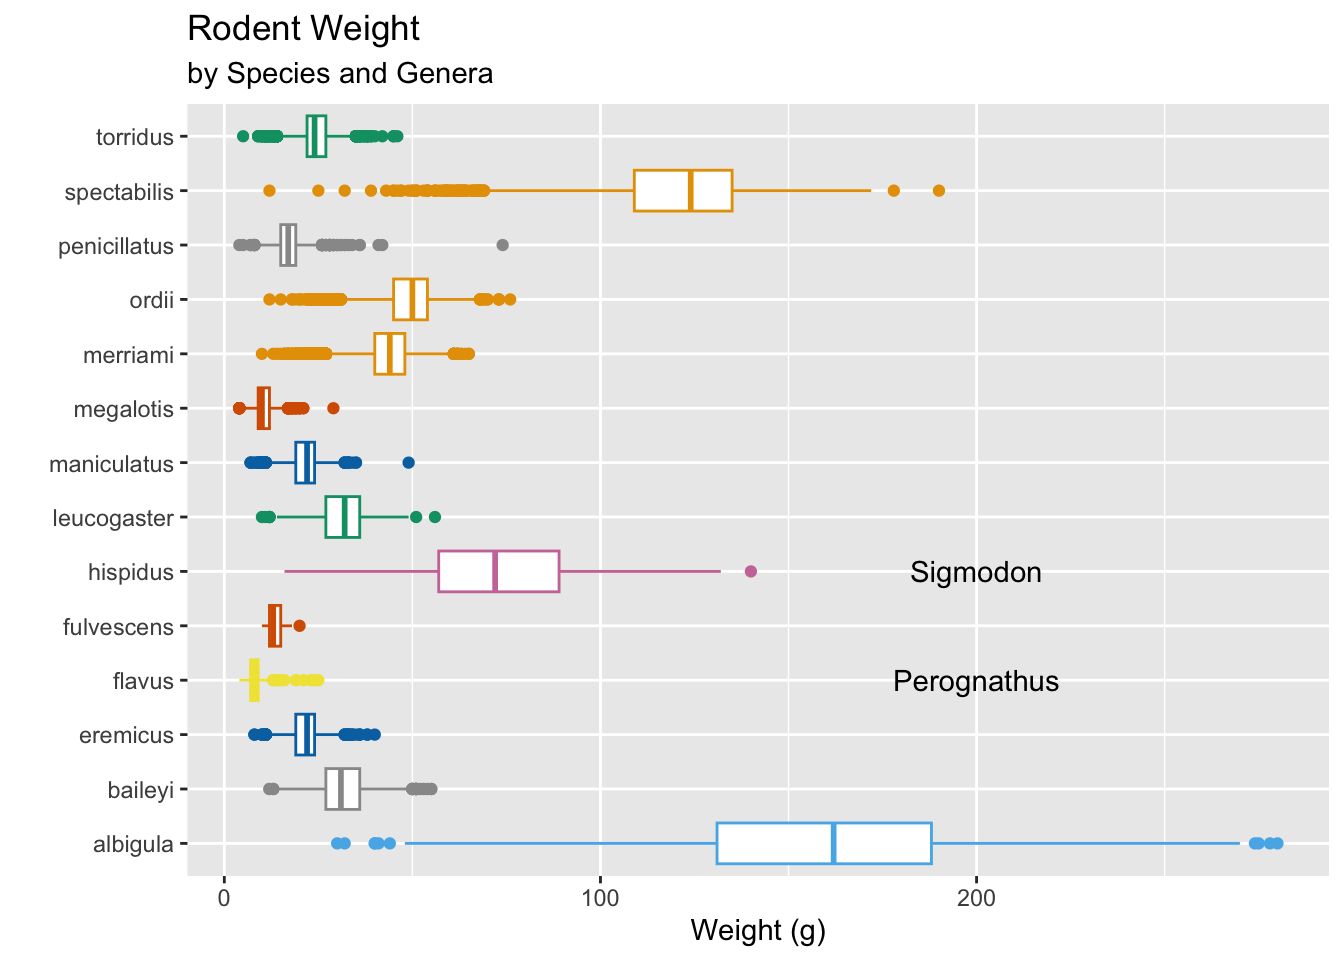 Rodent Weight
by Species and Genera
torridus
spectabilis
penicillatus
ordii
merriami
megalotis
maniculatus
leucogaster
hispidus
Sigmodon
fulvescens
flavus
Perognathus
eremicus
baileyi
albigula
0 100 200
Weight (g)